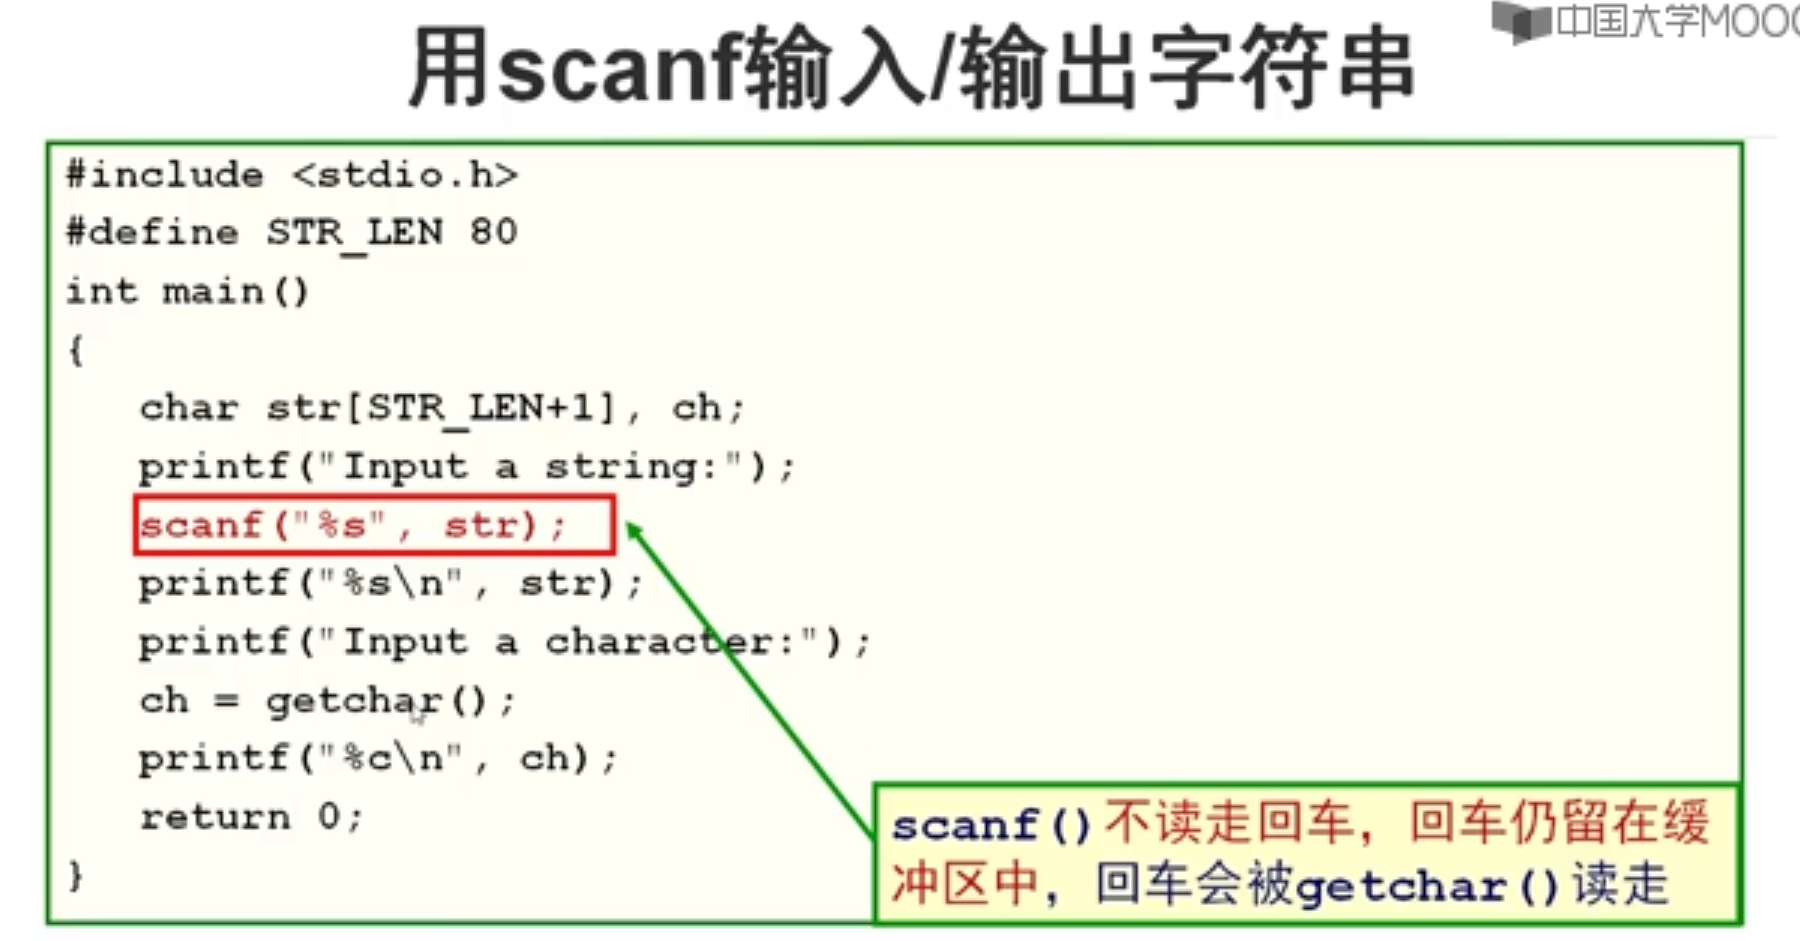 中国大学MOOC
用scanf输入/输出字符串
#include <stdio.h>
#define STR_LEN 80
int main()
{
char str[STR_LEN+1], ch;
printf("Input a string:");
scanf("%s", str);
printf("%s\n", str);
printf("Input a character:");
ch = getchar();
printf("%c\n", ch);
return 0;
}
scanf()不读走回车，回车仍留在缓
冲区中，回车会被getchar()读走